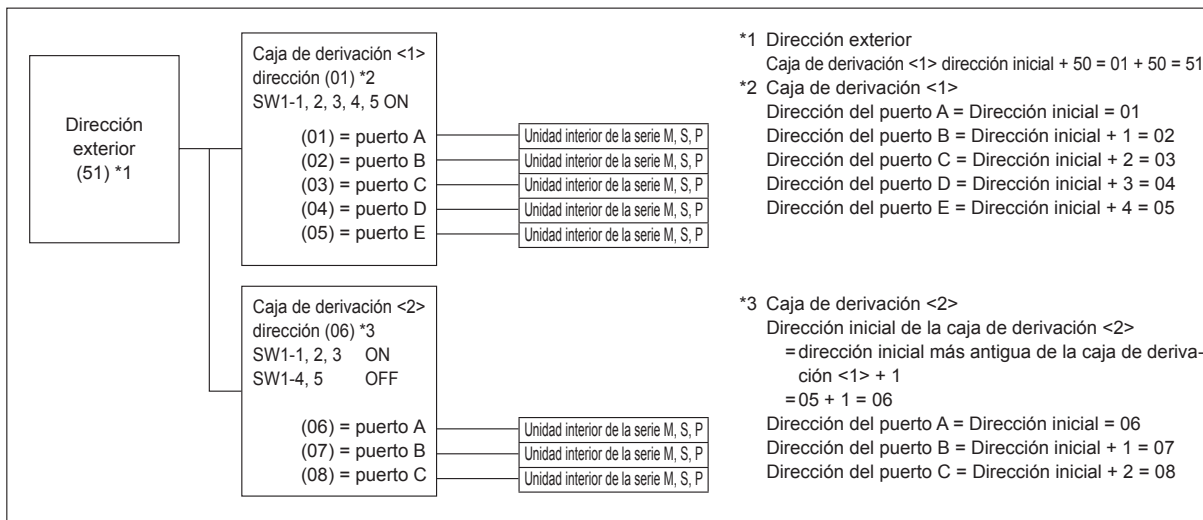 Dirección
exterior
(51) *1
Caja de derivación <1>
dirección (01) *2
SW1-1, 2, 3, 4, 5 ON
(01) = puerto A
(02) = puerto B
(03) = puerto C
(04) = puerto D
(05) = puerto E
Unidad interior de la serie M, S, P
Unidad interior de la serie M, S, P
Unidad interior de la serie M, S, P
Unidad interior de la serie M, S, P
Unidad interior de la serie M, S, P
*1 Dirección exterior
Caja de derivación <1> dirección inicial + 50 = 01 + 50 = 51
*2 Caja de derivación <1>
Dirección del puerto A = Dirección inicial = 01
Dirección del puerto B = Dirección inicial + 1 = 02
Dirección del puerto C = Dirección inicial + 2 = 03
Dirección del puerto D = Dirección inicial + 3 = 04
Dirección del puerto E = Dirección inicial + 4 = 05
Caja de derivación <2>
dirección (06) *3
SW1-1, 2, 3 ON
SW1-4, 5 OFF
(06) = puerto A
(07) = puerto B
(08) = puerto C
Unidad interior de la serie M, S, P
Unidad interior de la serie M, S, P
Unidad interior de la serie M, S, P
*3 Caja de derivación <2>
Dirección inicial de la caja de derivación <2>
=dirección inicial más antigua de la caja de deriva-
ción <1> + 1
=05 + 1 = 06
Dirección del puerto A = Dirección inicial = 06
Dirección del puerto B = Dirección inicial + 1 = 07
Dirección del puerto C = Dirección inicial + 2 = 08